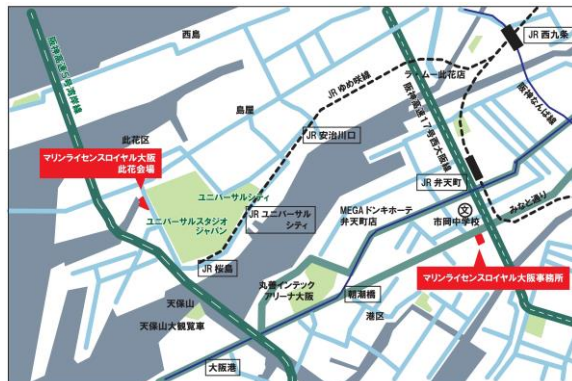 西島
JR 西九条
阪神高速5号湾岸線
島屋
JR ゆめ咲線
ラ・ムー此花店
阪神高速17号西大阪線
阪神なんば線
此花区
JR 安治川口
マリンライセンスロイヤル大阪
此花会場
ユニバーサルシティ
ユニバーサルスタジオ
ジャパン
JR ユニバーサル
シティ
JR 弁天町
みなと通り
MEGAドンキホーテ
弁天町店
文
市岡中学校
JR 桜島
丸善インテック
アリーナ大阪
朝潮橋
マリンライセンスロイヤル大阪事務所
天保山
天保山大観覧車
港区
大阪港